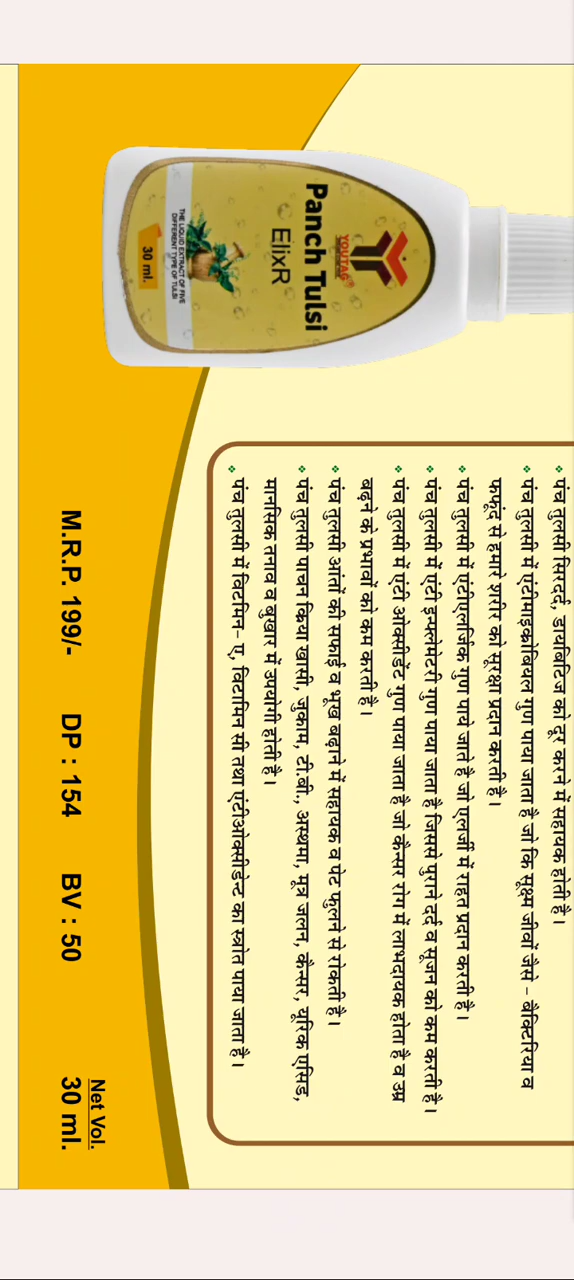 YOUTAG®
Panch Tulsi
ElixR
THE LIQUID EXTRACT OF FIVE
DIFFERENT TYPE OF TULSI
30 ml.
पंच तुलसी सिरदर्द, डायबिटिज को दूर करने में सहायक होती है।
पंच तुलसी में एंटीमाइक्रोबियल गुण पाया जाता है जो कि सूक्ष्म जीवों जैसे – बैक्टिरिया व
फफूंद से हमारे शरीर को सुरक्षा प्रदान करती है।
पंच तुलसी में एंटीएलर्जिक गुण पाये जाते है जो एलर्जी में राहत प्रदान करती है।
पंच तुलसी में एंटी इन्फ्लेमेटरी गुण पाया जाता है जिससे पुराने दर्द व सूजन को कम करती है।
पंच तुलसी में एंटी ओक्सीडेंट गुण पाया जाता है जो कैन्सर रोग में लाभदायक होता है व उम्र
बढ़ने के प्रभावों को कम करती है।
पंच तुलसी आंतों की सफाई व भूख बढ़ाने में सहायक व पेट फुलने से रोकती है।
पंच तुलसी पाचन क्रिया खासी, जुकाम, टी.बी., अस्थमा, मूत्र जलन, कैन्सर, यूरिक एसिड,
मानसिक तनाव व बुखार में उपयोगी होती है।
पंच तुलसी में विटामिन– ए, विटामिन सी तथा एंटीओक्सीडेन्ट का स्त्रोत पाया जाता है।
Net Vol.
M.R.P. 199/- DP : 154 BV : 50 30 ml.